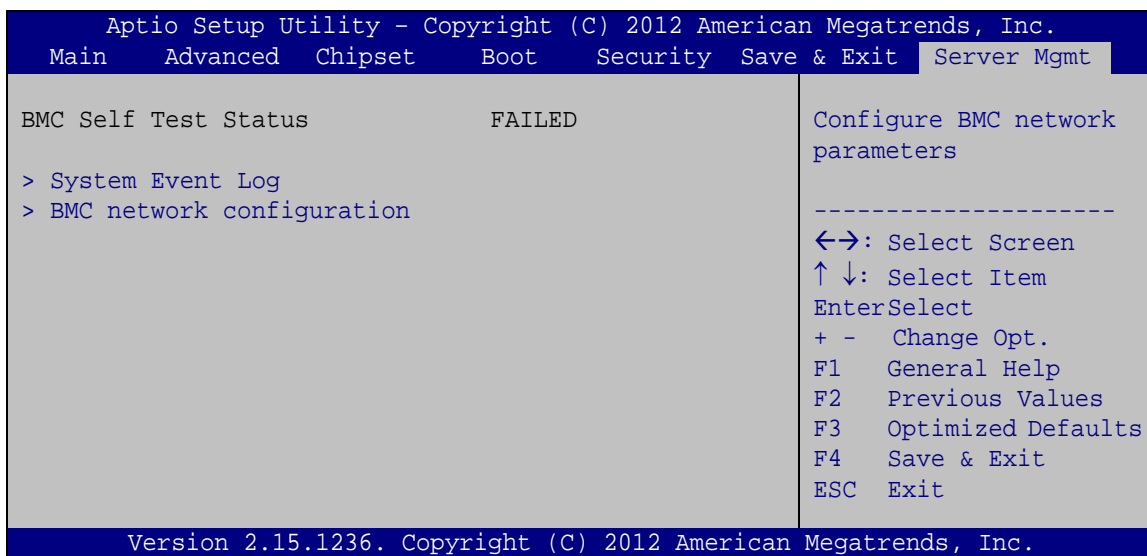 Aptio Setup Utility – Copyright (C) 2012 American Megatrends, Inc.
Main Advanced Chipset Boot Security Save & Exit Server Mgmt
BMC Self Test Status FAILED
> System Event Log
> BMC network configuration
Configure BMC network
parameters
---------------------
←→: Select Screen
↑ ↓: Select Item
EnterSelect
+ - Change Opt.
F1 General Help
F2 Previous Values
F3 Optimized Defaults
F4 Save & Exit
ESC Exit
Version 2.15.1236. Copyright (C) 2012 American Megatrends, Inc.